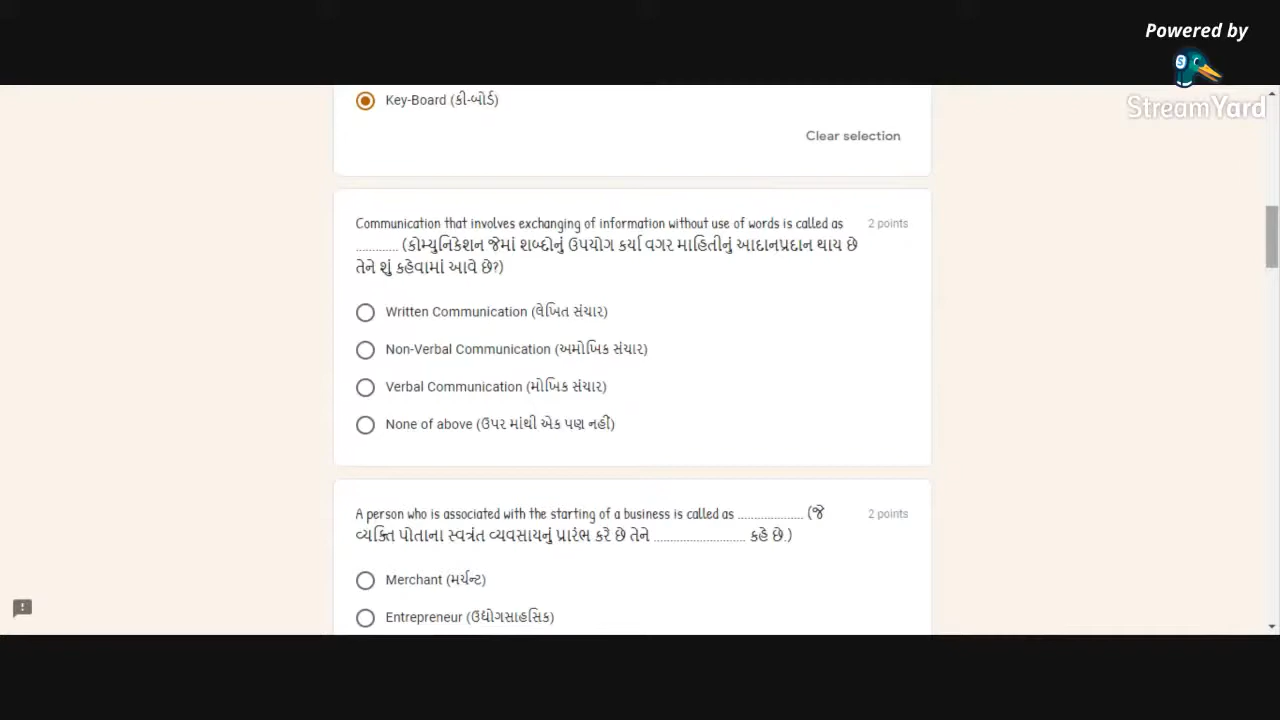 Powered by
StreamYard
Key-Board (કી-બોર્ડ)
Clear selection
Communication that involves exchanging of information without use of words is called as 2 points
............ (કોમ્યુનિકેશન જેમાં શબ્દોનું ઉપયોગ કર્યા વગર માહિતીનું આદાનપ્રદાન થાય છે
તેને શું કહેવામાં આવે છે?)
Written Communication (લેખિત સંચાર)
Non-Verbal Communication (અમોખિક સંચાર)
Verbal Communication (મોખિક સંચાર)
None of above (ઉપર માંથી એક પણ નહીં)
A person who is associated with the starting of a business is called as ................... (જે 2 points
વ્યક્તિ પોતાના સ્વત્રંત વ્યવસાયનું પ્રારંભ કરે છે તેને .......................... કહે છે.)
Merchant (મર્ચન્ટ)
Entrepreneur (ઉદ્યોગસાહસિક)